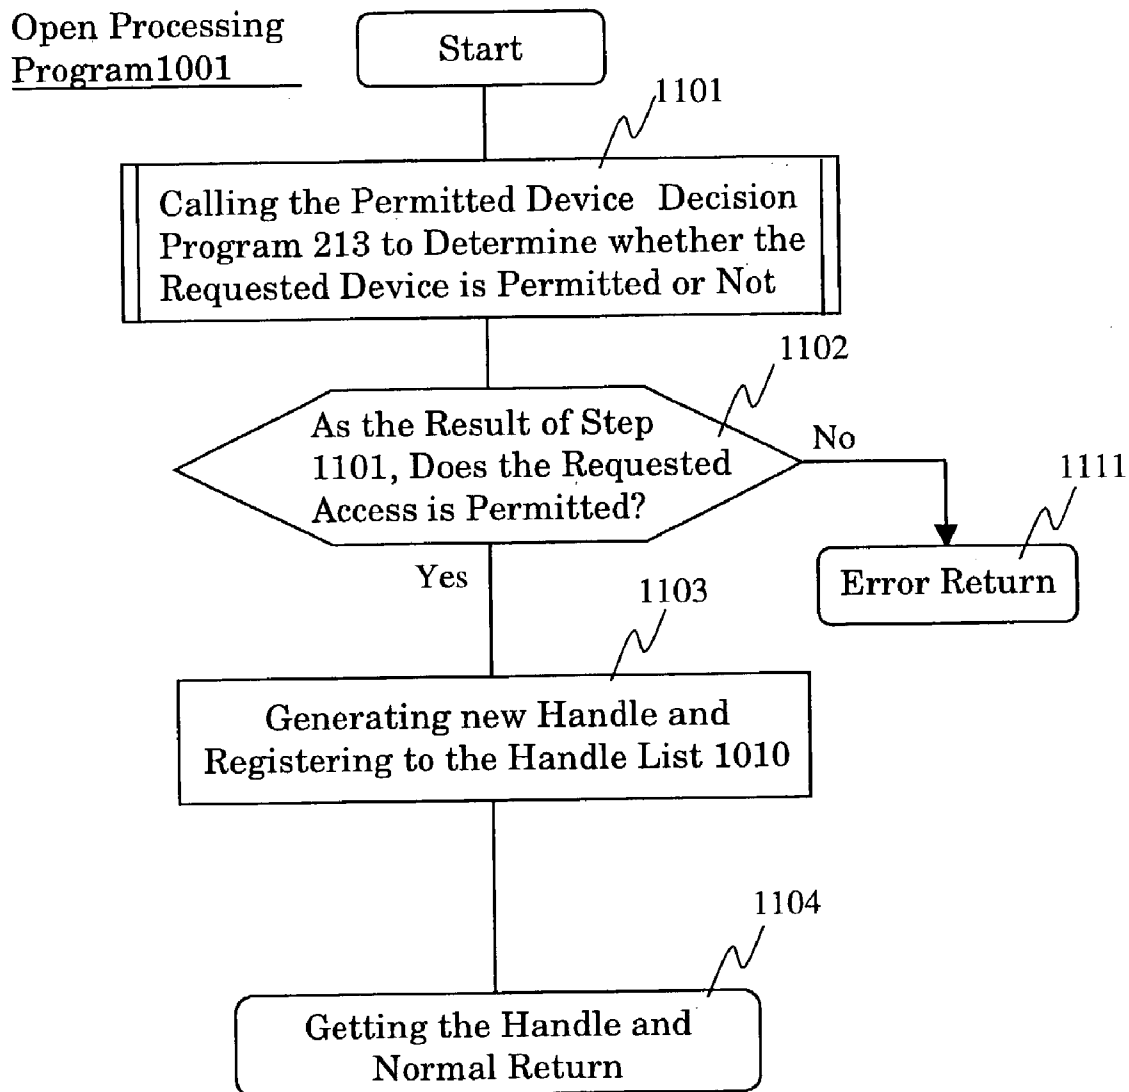 Open Processing
Program1001
Start
1101
Calling the Permitted Device Decision
Program 213 to Determine whether the
Requested Device is Permitted or Not
1102
As the Result of Step
1101, Does the Requested
Access is Permitted?
No
1111
Error Return
Yes
1103
Generating new Handle and
Registering to the Handle List 1010
1104
Getting the Handle and
Normal Return